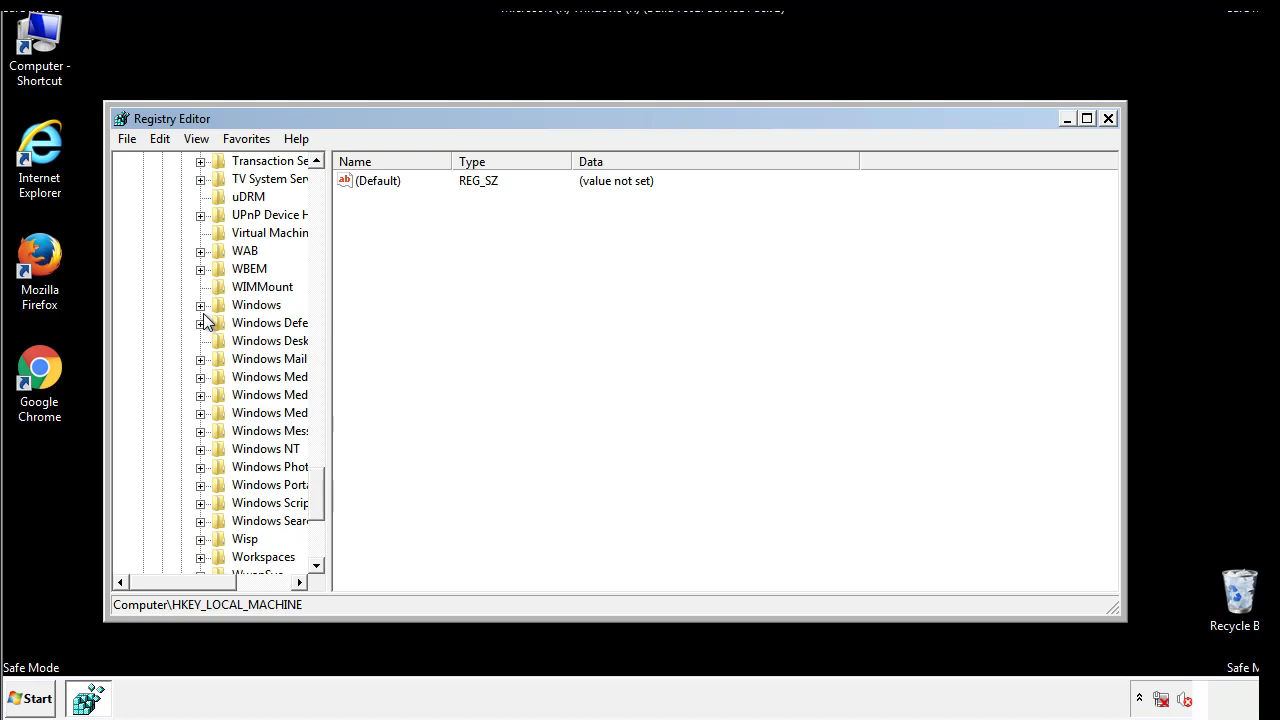 Computer -
Shortcut
Internet
Explorer
Mozilla
Firefox
Google
Chrome
Registry Editor
File Edit View Favorites Help
Transaction Se
TV System Serv
uDRM
UPnP Device H
Virtual Machin
WAB
WBEM
WIMMount
Windows
Windows Defe
Windows Desk
Windows Mail
Windows Med
Windows Med
Windows Med
Windows Mess
Windows NT
Windows Phot
Windows Porta
Windows Scrip
Windows Sear
Wisp
Workspaces
Name Type Data
(Default) REG_SZ (value not set)
Computer\HKEY_LOCAL_MACHINE
Recycle B
Safe Mode
Safe M
Start